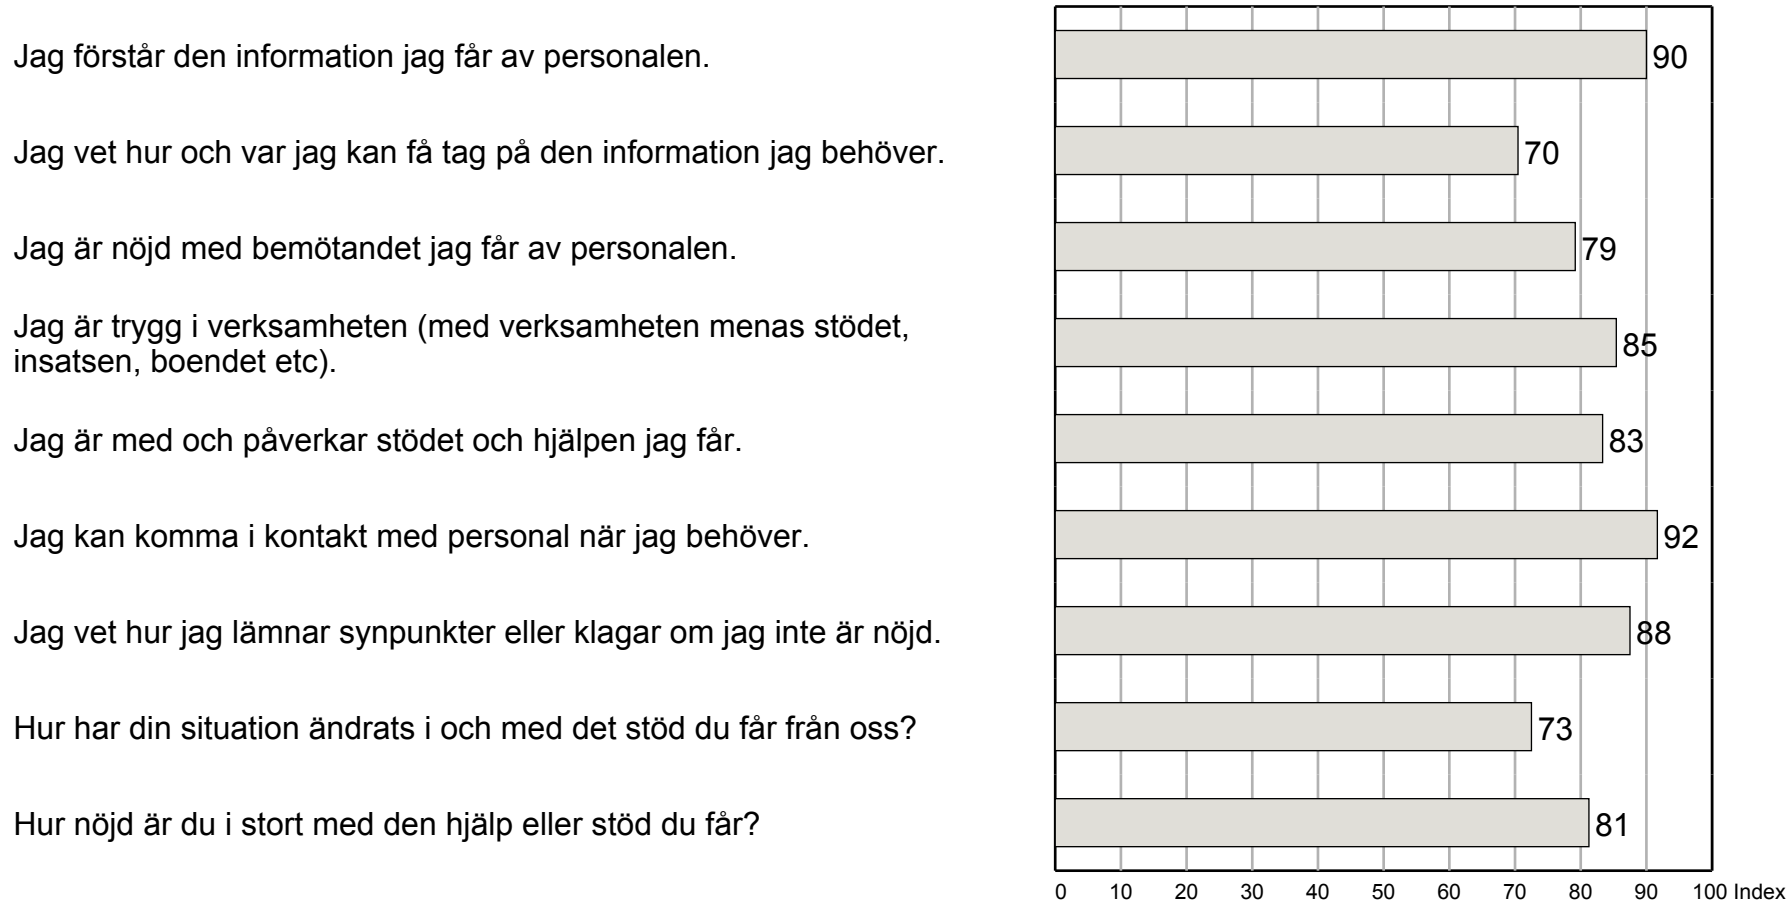 Jag förstår den information jag får av personalen.
90
Jag vet hur och var jag kan få tag på den information jag behöver.
70
Jag är nöjd med bemötandet jag får av personalen.
79
Jag är trygg i verksamheten (med verksamheten menas stödet,
insatsen, boendet etc).
85
Jag är med och påverkar stödet och hjälpen jag får.
83
Jag kan komma i kontakt med personal när jag behöver.
92
Jag vet hur jag lämnar synpunkter eller klagar om jag inte är nöjd.
88
Hur har din situation ändrats i och med det stöd du får från oss?
73
Hur nöjd är du i stort med den hjälp eller stöd du får?
81
0 10 20 30 40 50 60 70 80 90 100 Index